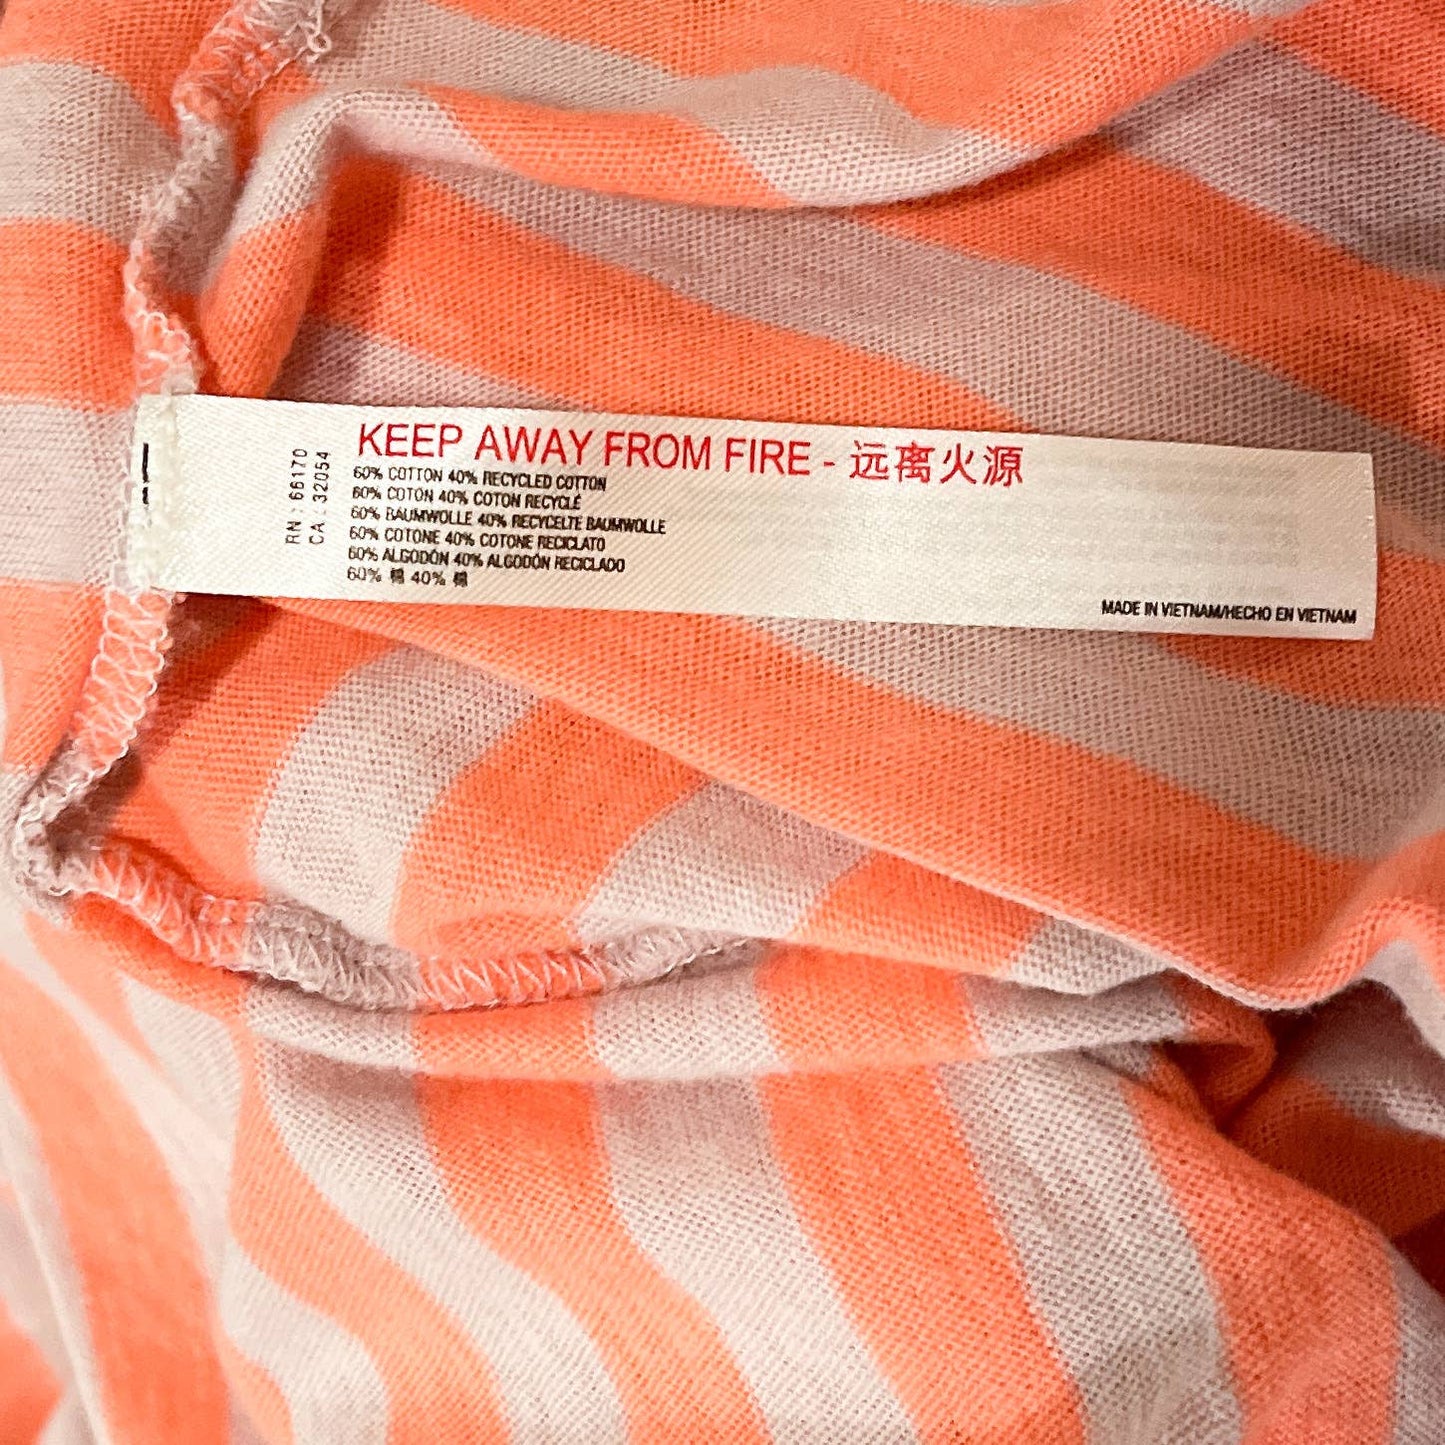 RN : 66170
CA : 32054
KEEP AWAY FROM FIRE - 远离火源
60% COTTON 40% RECYCLED COTTON
60% COTON 40% COTON RECYCLÉ
60% BAUMWOLLE 40% RECYCELTE BAUMWOLLE
60% COTONE 40% COTONE RECICLATO
60% ALGODÓN 40% ALGODÓN RECICLADO
60% 棉 40% 棉
MADE IN VIETNAM/HECHO EN VIETNAM